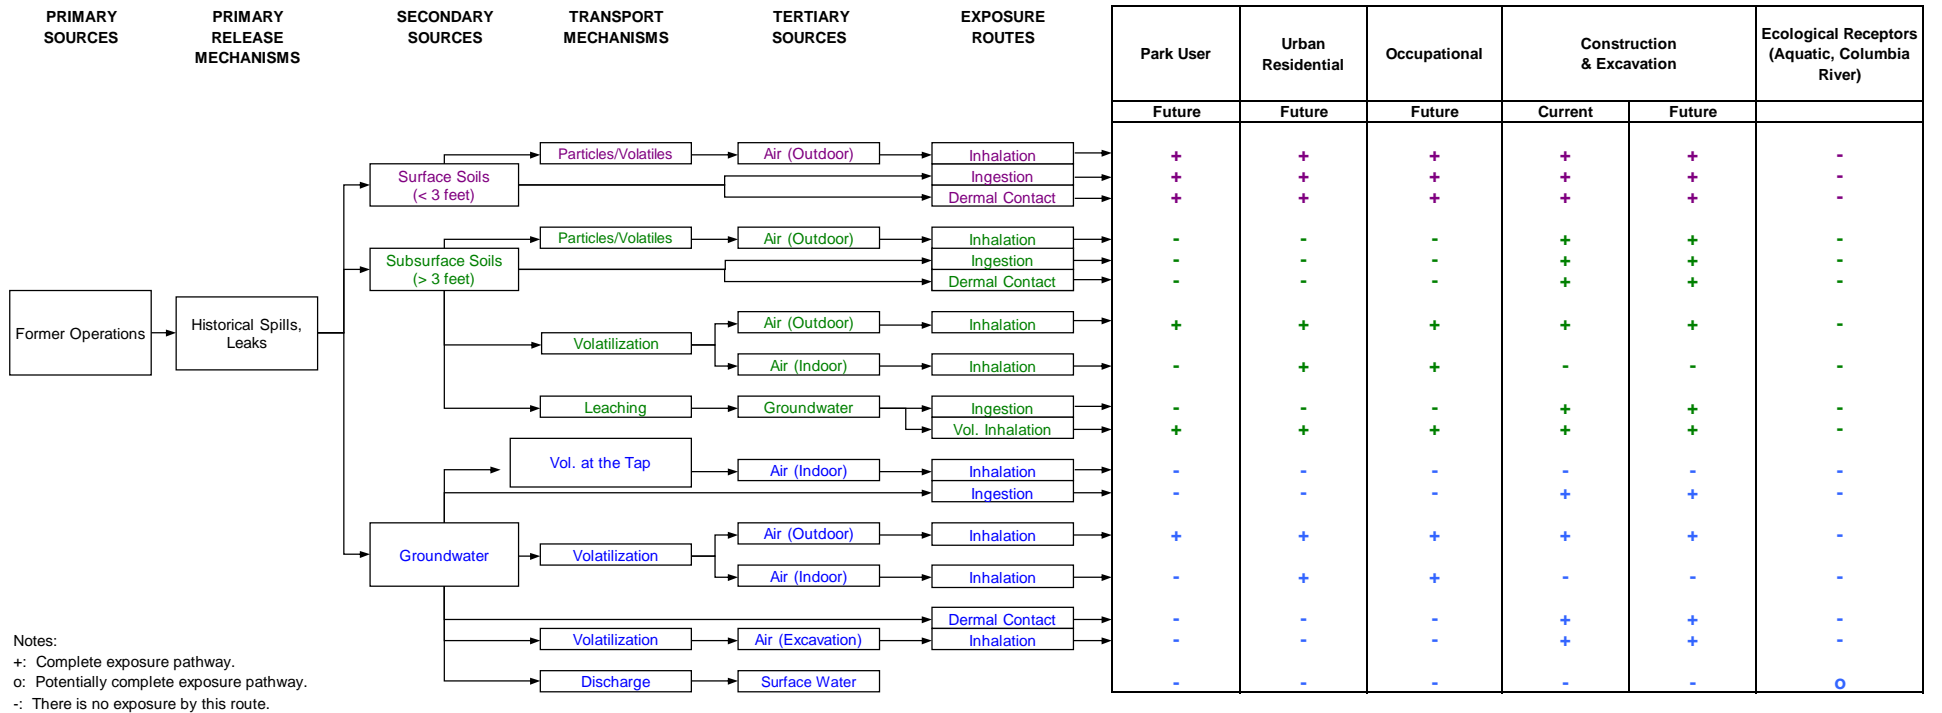 PRIMARY
SOURCES
PRIMARY
RELEASE
MECHANISMS
SECONDARY
SOURCES
TRANSPORT
MECHANISMS
TERTIARY
SOURCES
EXPOSURE
ROUTES
Park User
Urban
Residential
Occupational
Construction
& Excavation
Ecological Receptors
(Aquatic, Columbia
River)
Future
Future
Future
Current
Future
Former Operations
Historical Spills,
Leaks
Surface Soils
(< 3 feet)
Particles/Volatiles
Air (Outdoor)
Inhalation
+ + + + + -
Ingestion
+ + + + + -
Dermal Contact
+ + + + + -
Subsurface Soils
(> 3 feet)
Particles/Volatiles
Air (Outdoor)
Inhalation
- - - + + -
Ingestion
- - - + + -
Dermal Contact
- - - + + -
Volatilization
Air (Outdoor)
Inhalation
+ + + + + -
Air (Indoor)
Inhalation
- + + - - -
Leaching
Groundwater
Ingestion
- - - + + -
Vol. Inhalation
+ + + + + -
Groundwater
Vol. at the Tap
Air (Indoor)
Inhalation
- - - - - -
Ingestion
- - - + + -
Volatilization
Air (Outdoor)
Inhalation
+ + + + + -
Air (Indoor)
Inhalation
- + + - - -
Dermal Contact
- - - + + -
Volatilization
Air (Excavation)
Inhalation
- - - + + -
Discharge
Surface Water
- - - - - o
Notes:
+: Complete exposure pathway.
o: Potentially complete exposure pathway.
-: There is no exposure by this route.